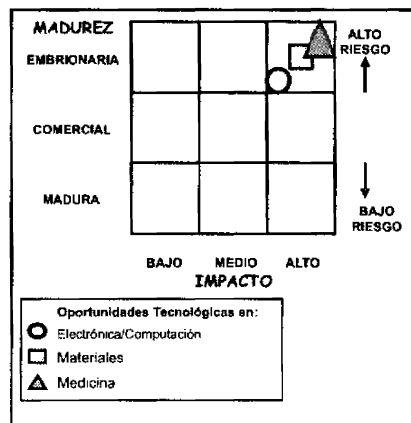 MADUREZ
EMBRIONARIA
COMERCIAL
MADURA
ALTO
RIESGO
BAJO
RIESGO
BAJO MEDIO ALTO
IMPACTO
Oportunidades Tecnológicas en:
Electrónica/Computación
Materiales
Medicina